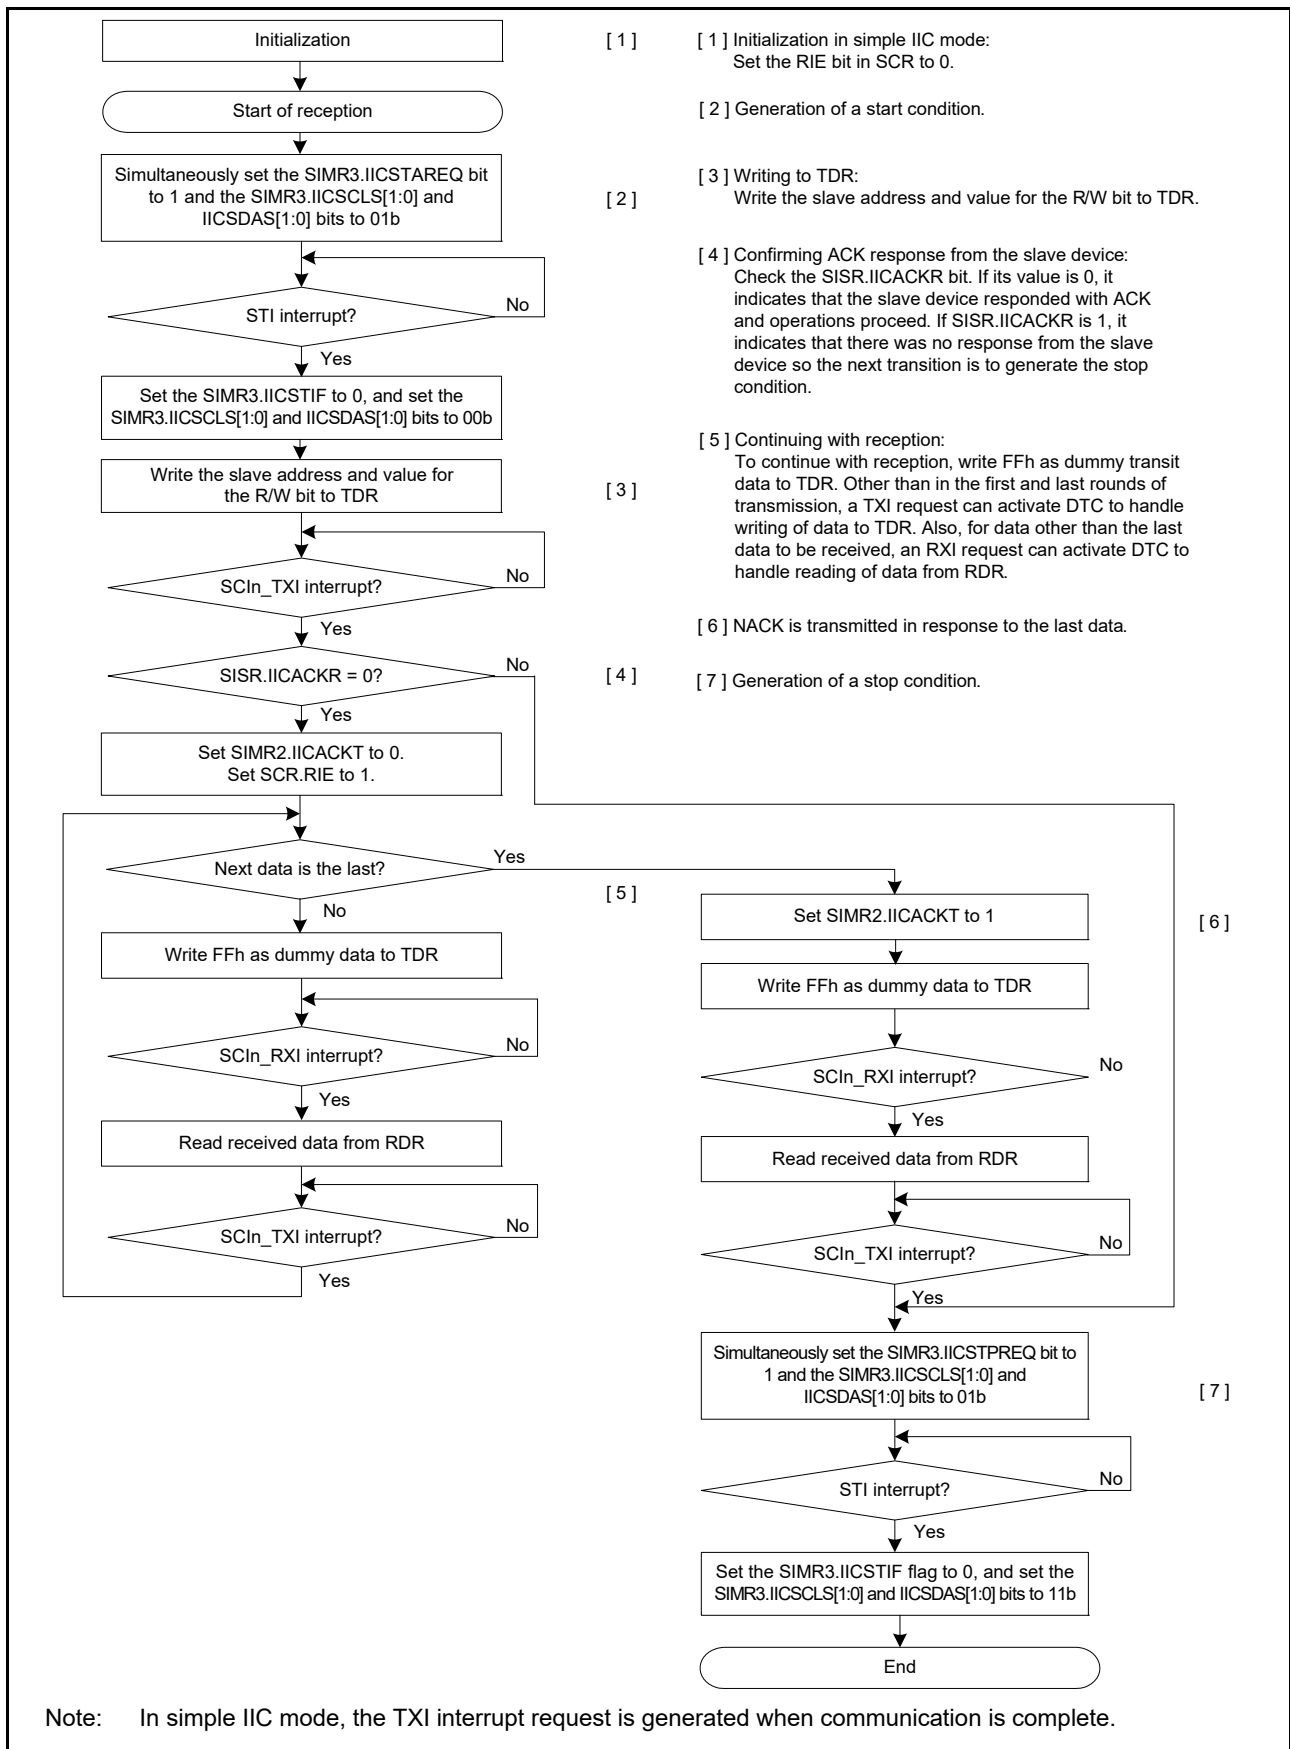 Initialization
[ 1 ]
[ 1 ] Initialization in simple IIC mode:
Set the RIE bit in SCR to 0.
Start of reception
[ 2 ] Generation of a start condition.
Simultaneously set the SIMR3.IICSTAREQ bit
to 1 and the SIMR3.IICSCLS[1:0] and
IICSDAS[1:0] bits to 01b
[ 2 ]
[ 3 ] Writing to TDR:
Write the slave address and value for the R/W bit to TDR.
[ 4 ] Confirming ACK response from the slave device:
Check the SISR.IICACKR bit. If its value is 0, it
indicates that the slave device responded with ACK
and operations proceed. If SISR.IICACKR is 1, it
indicates that there was no response from the slave
device so the next transition is to generate the stop
condition.
STI interrupt?
No
Yes
Set the SIMR3.IICSTIF to 0, and set the
SIMR3.IICSCLS[1:0] and IICSDAS[1:0] bits to 00b
[ 5 ] Continuing with reception:
To continue with reception, write FFh as dummy transit
data to TDR. Other than in the first and last rounds of
transmission, a TXI request can activate DTC to handle
writing of data to TDR. Also, for data other than the last
data to be received, an RXI request can activate DTC to
handle reading of data from RDR.
Write the slave address and value for
the R/W bit to TDR
[ 3 ]
SCIn_TXI interrupt?
No
Yes
[ 6 ] NACK is transmitted in response to the last data.
SISR.IICACKR = 0?
No
[ 4 ]
[ 7 ] Generation of a stop condition.
Yes
Set SIMR2.IICACKT to 0.
Set SCR.RIE to 1.
Next data is the last?
Yes
[ 5 ]
No
Write FFh as dummy data to TDR
SCIn_RXI interrupt?
No
Yes
Read received data from RDR
SCIn_TXI interrupt?
No
Yes
Set SIMR2.IICACKT to 1
[ 6 ]
Write FFh as dummy data to TDR
SCIn_RXI interrupt?
No
Yes
Read received data from RDR
SCIn_TXI interrupt?
No
Yes
Simultaneously set the SIMR3.IICSTPREQ bit to
1 and the SIMR3.IICSCLS[1:0] and
IICSDAS[1:0] bits to 01b
[ 7 ]
STI interrupt?
No
Yes
Set the SIMR3.IICSTIF flag to 0, and set the
SIMR3.IICSCLS[1:0] and IICSDAS[1:0] bits to 11b
End
Note: In simple IIC mode, the TXI interrupt request is generated when communication is complete.